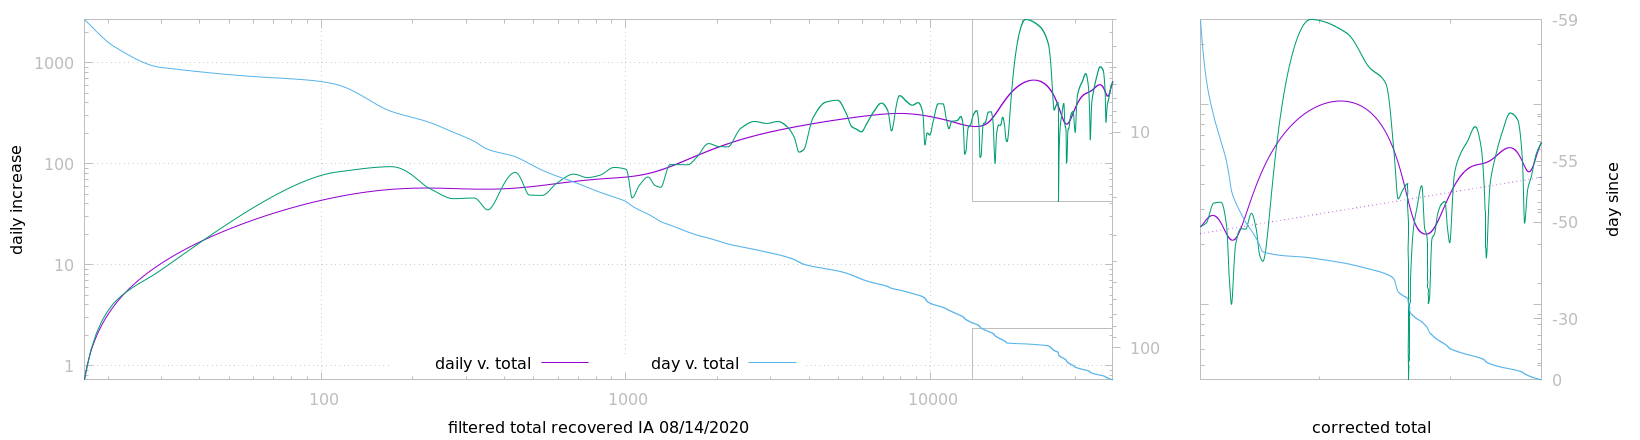 daily increase
1000
100
10
1
100
1000
10000
filtered total recovered IA 08/14/2020
daily v. total
day v. total
10
100
-59
-55
-50
-30
0
day since
corrected total